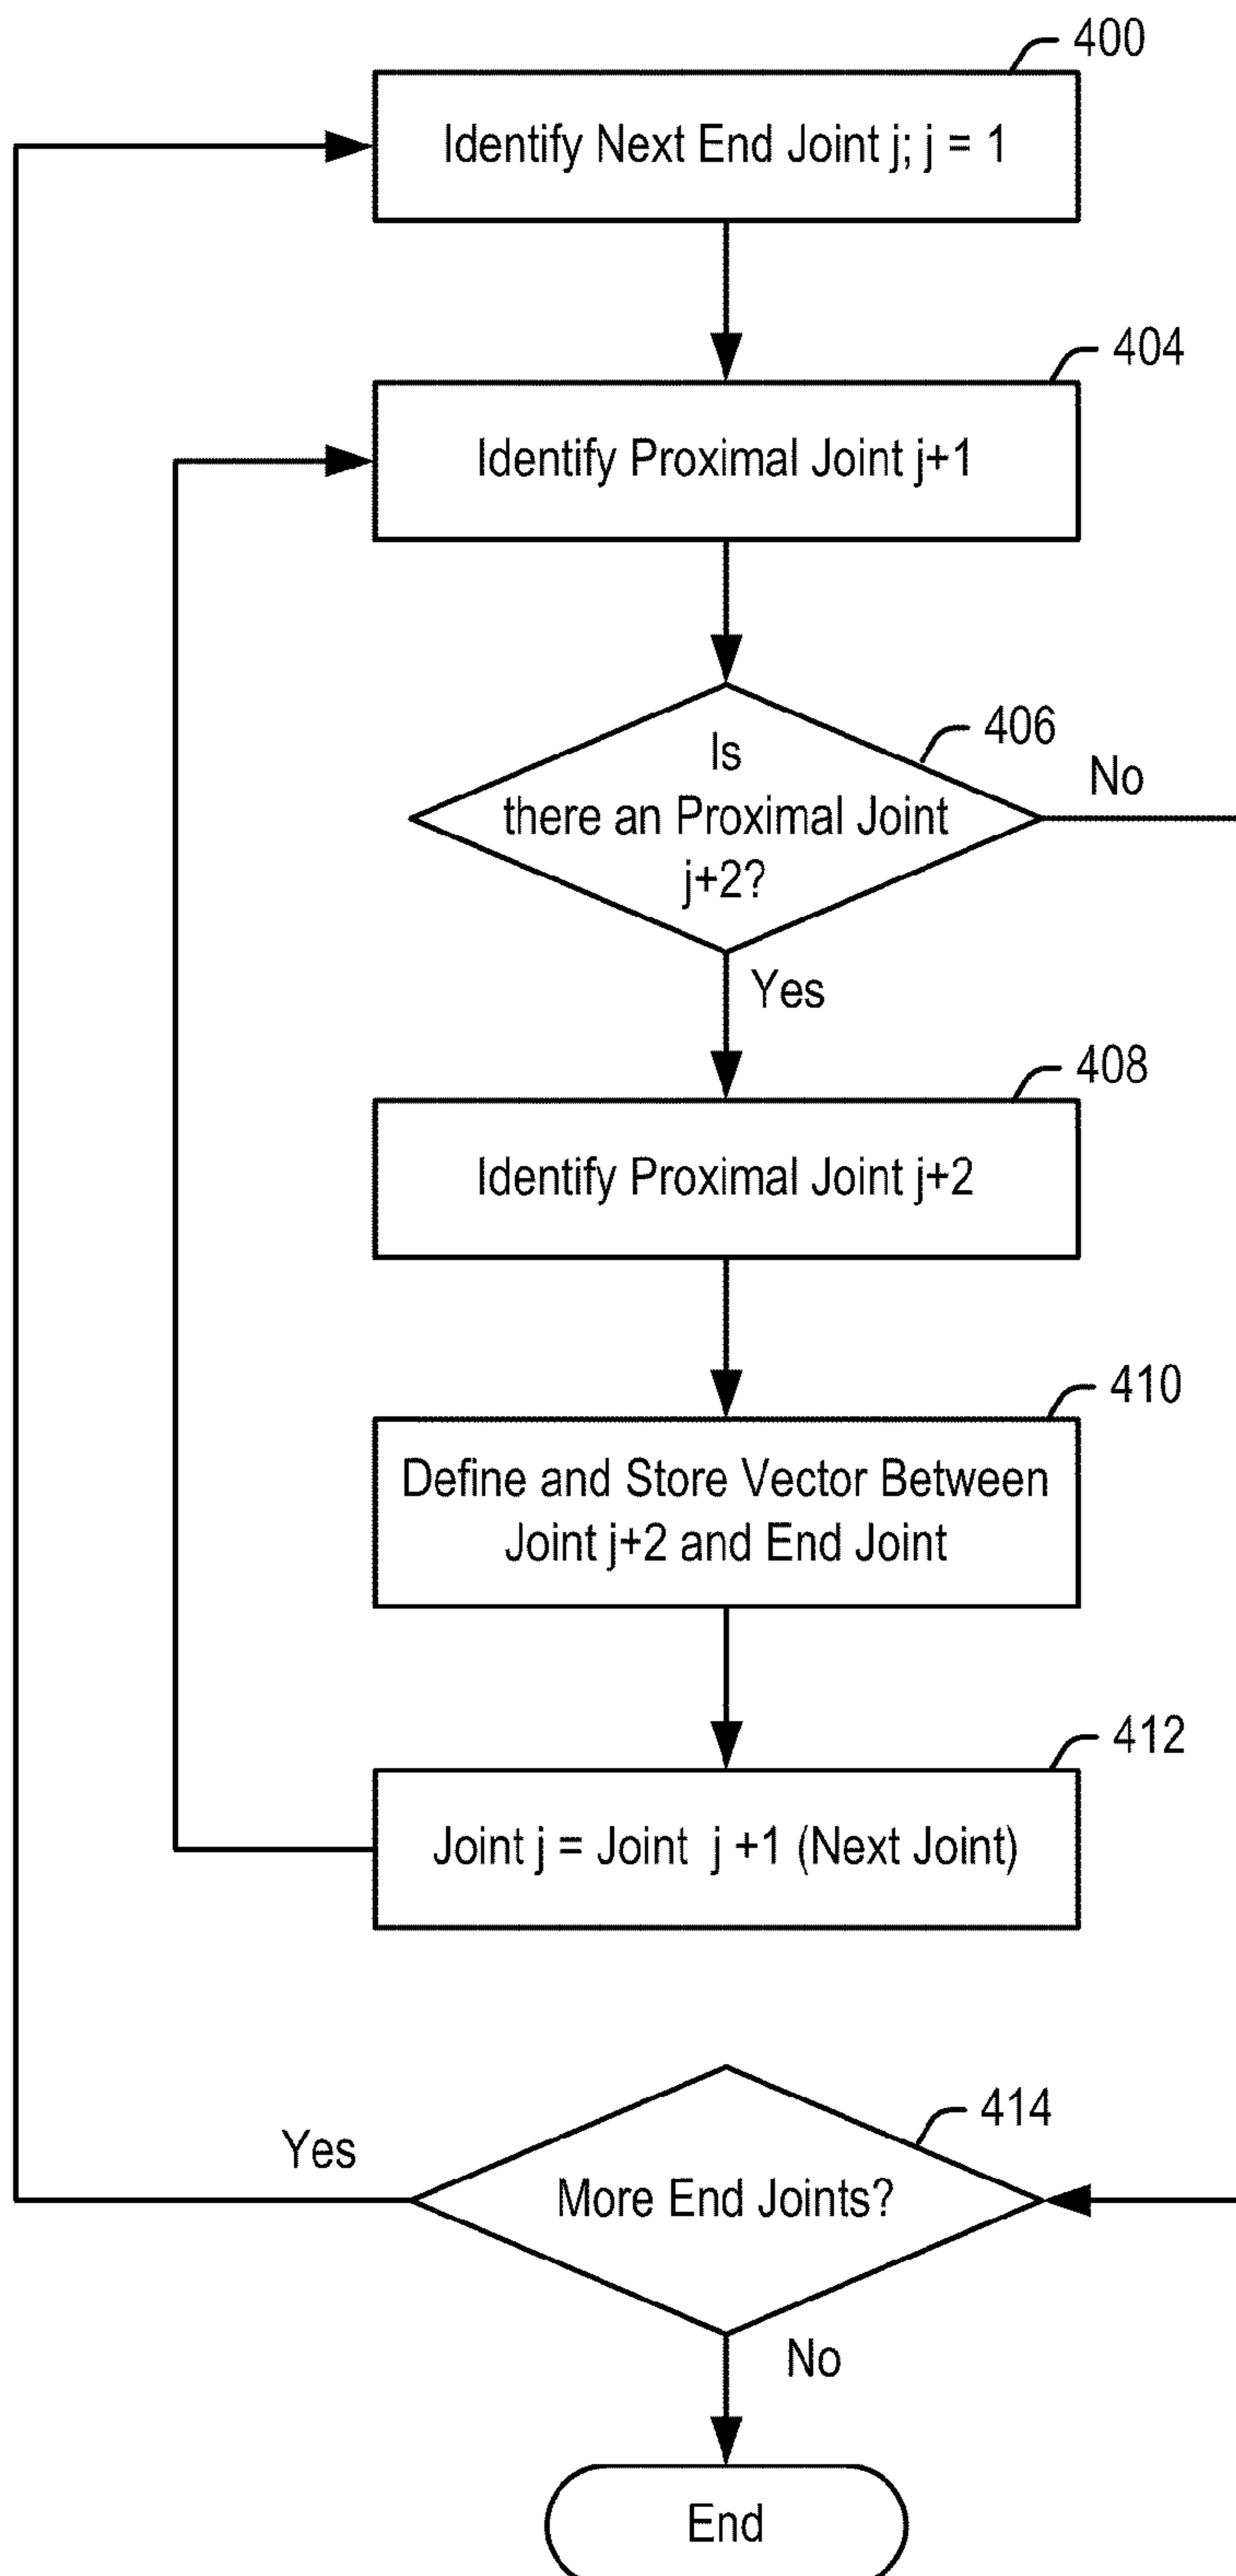 400
Identify Next End Joint j; j = 1
404
Identify Proximal Joint j+1
406
Is
there an Proximal Joint
j+2?
No
Yes
408
Identify Proximal Joint j+2
410
Define and Store Vector Between
Joint j+2 and End Joint
412
Joint j = Joint j +1 (Next Joint)
414
Yes
More End Joints?
No
End